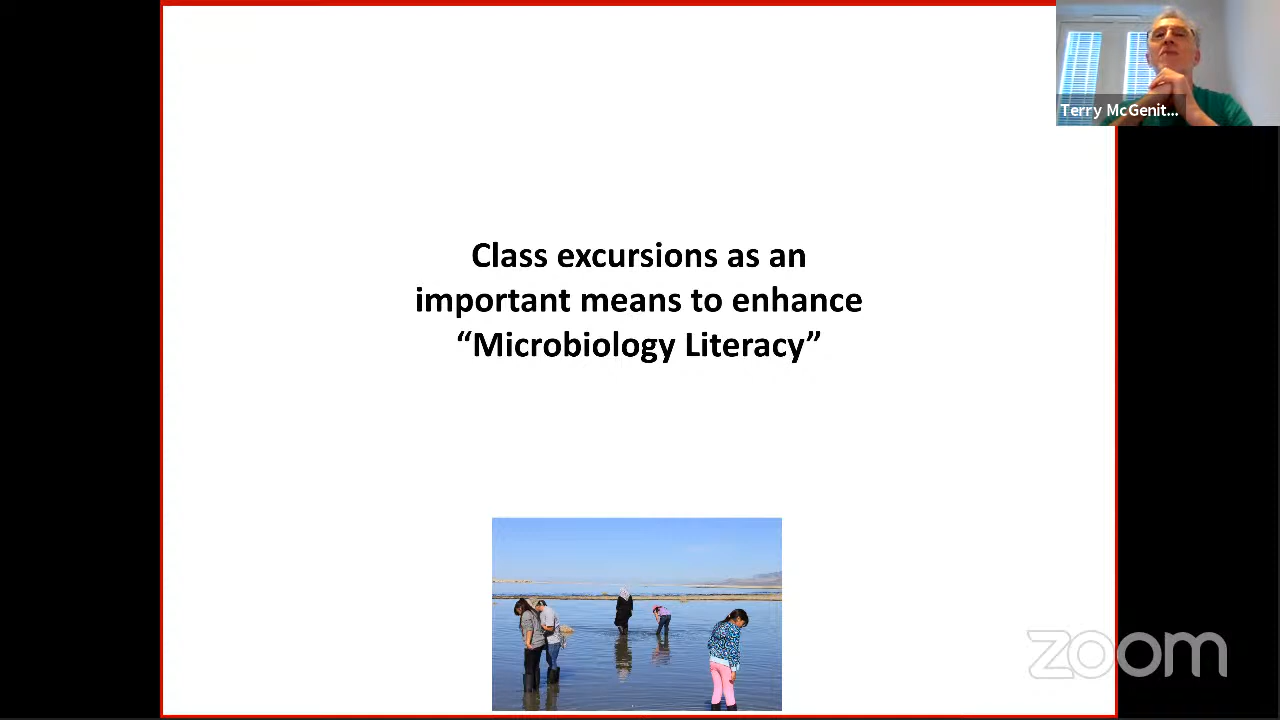 Terry McGenit...
Class excursions as an
important means to enhance
“Microbiology Literacy”
zoom